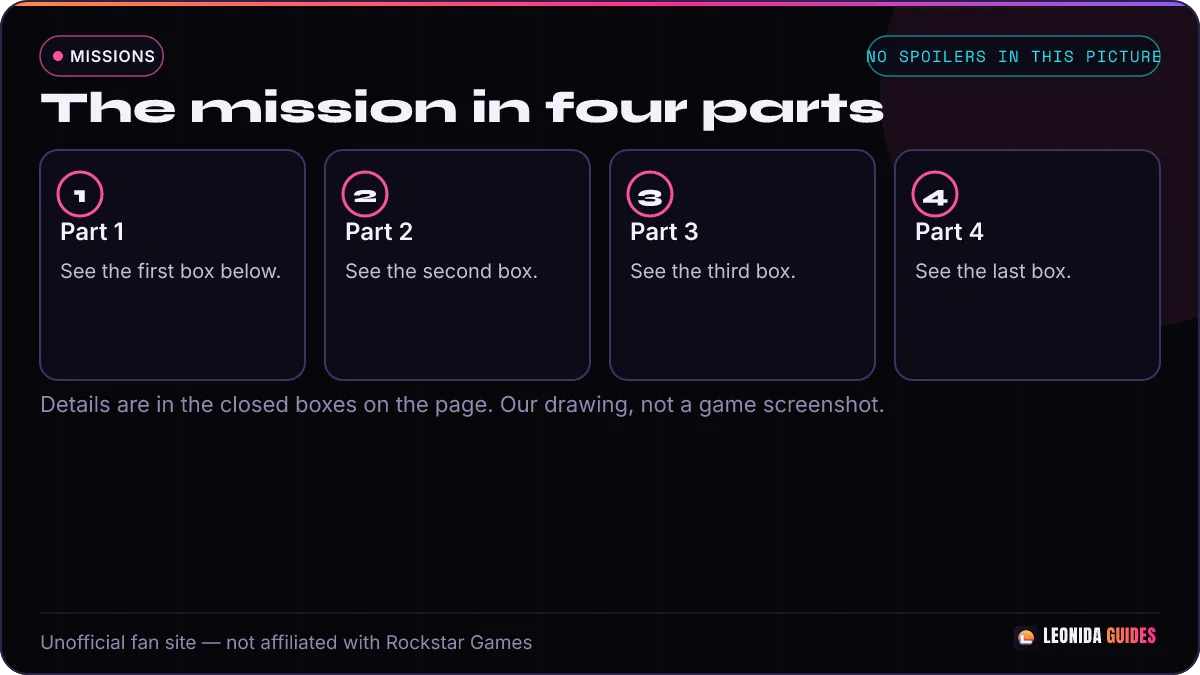 MISSIONS
NO SPOILERS IN THIS PICTURE
The mission in four parts
1
Part 1
See the first box below.
2
Part 2
See the second box.
3
Part 3
See the third box.
4
Part 4
See the last box.
Details are in the closed boxes on the page. Our drawing, not a game screenshot.
Unofficial fan site — not affiliated with Rockstar Games
LEONIDA GUIDES